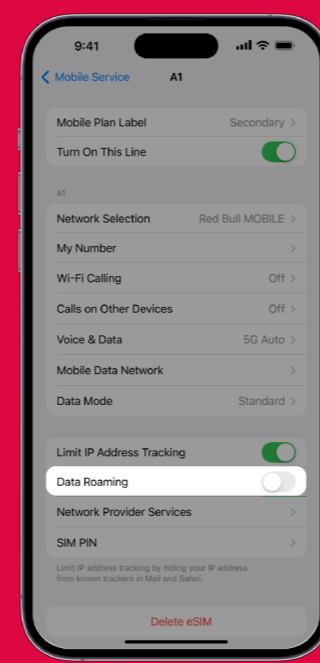 9:41
Mobile Service
A1
Mobile Plan Label Secondary
Turn On This Line
A1
Network Selection Red Bull MOBILE
My Number
Wi-Fi Calling Off
Calls on Other Devices Off
Voice & Data 5G Auto
Mobile Data Network
Data Mode Standard
Limit IP Address Tracking
Data Roaming
Network Provider Services
SIM PIN
Limit IP address tracking by hiding your IP address
from known trackers in Mail and Safari.
Delete eSIM